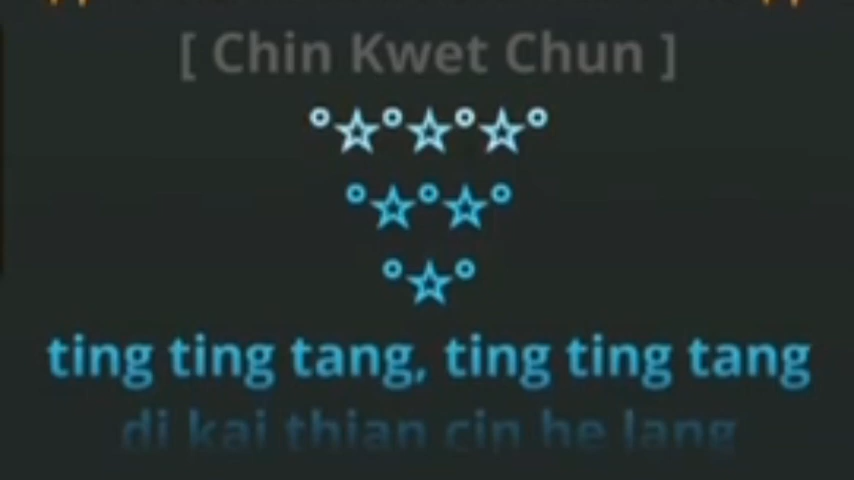 [ Chin Kwet Chun ]
°☆°☆°☆°
°☆°☆°
°☆°
ting ting tang, ting ting tang
di kai thian cin he lang